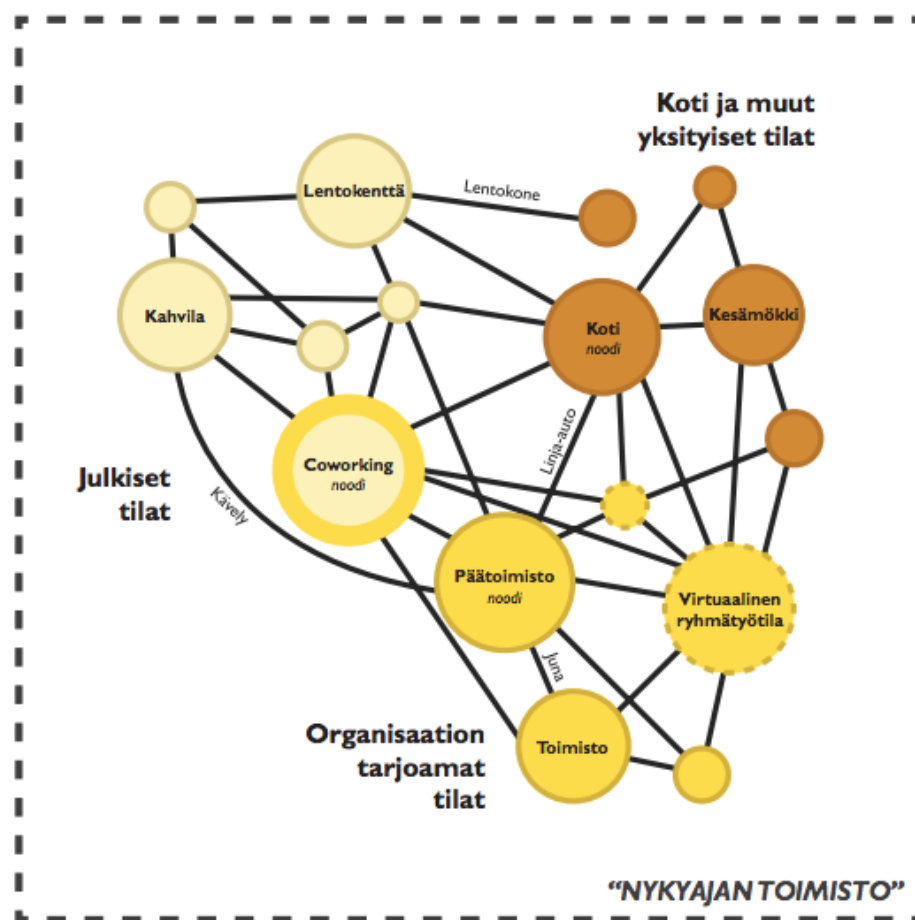 Koti ja muut
yksityiset tilat
Lentokenttä
Lentokone
Kahvila
Koti
noodi
Kesämökki
Linja-auto
Coworking
noodi
Julkiset
tilat
Kävely
Päätoimisto
noodi
Virtuaalinen
ryhmätyötila
Juna
Organisaation
tarjoamat
tilat
Toimisto
“NYKYAJAN TOIMISTO”